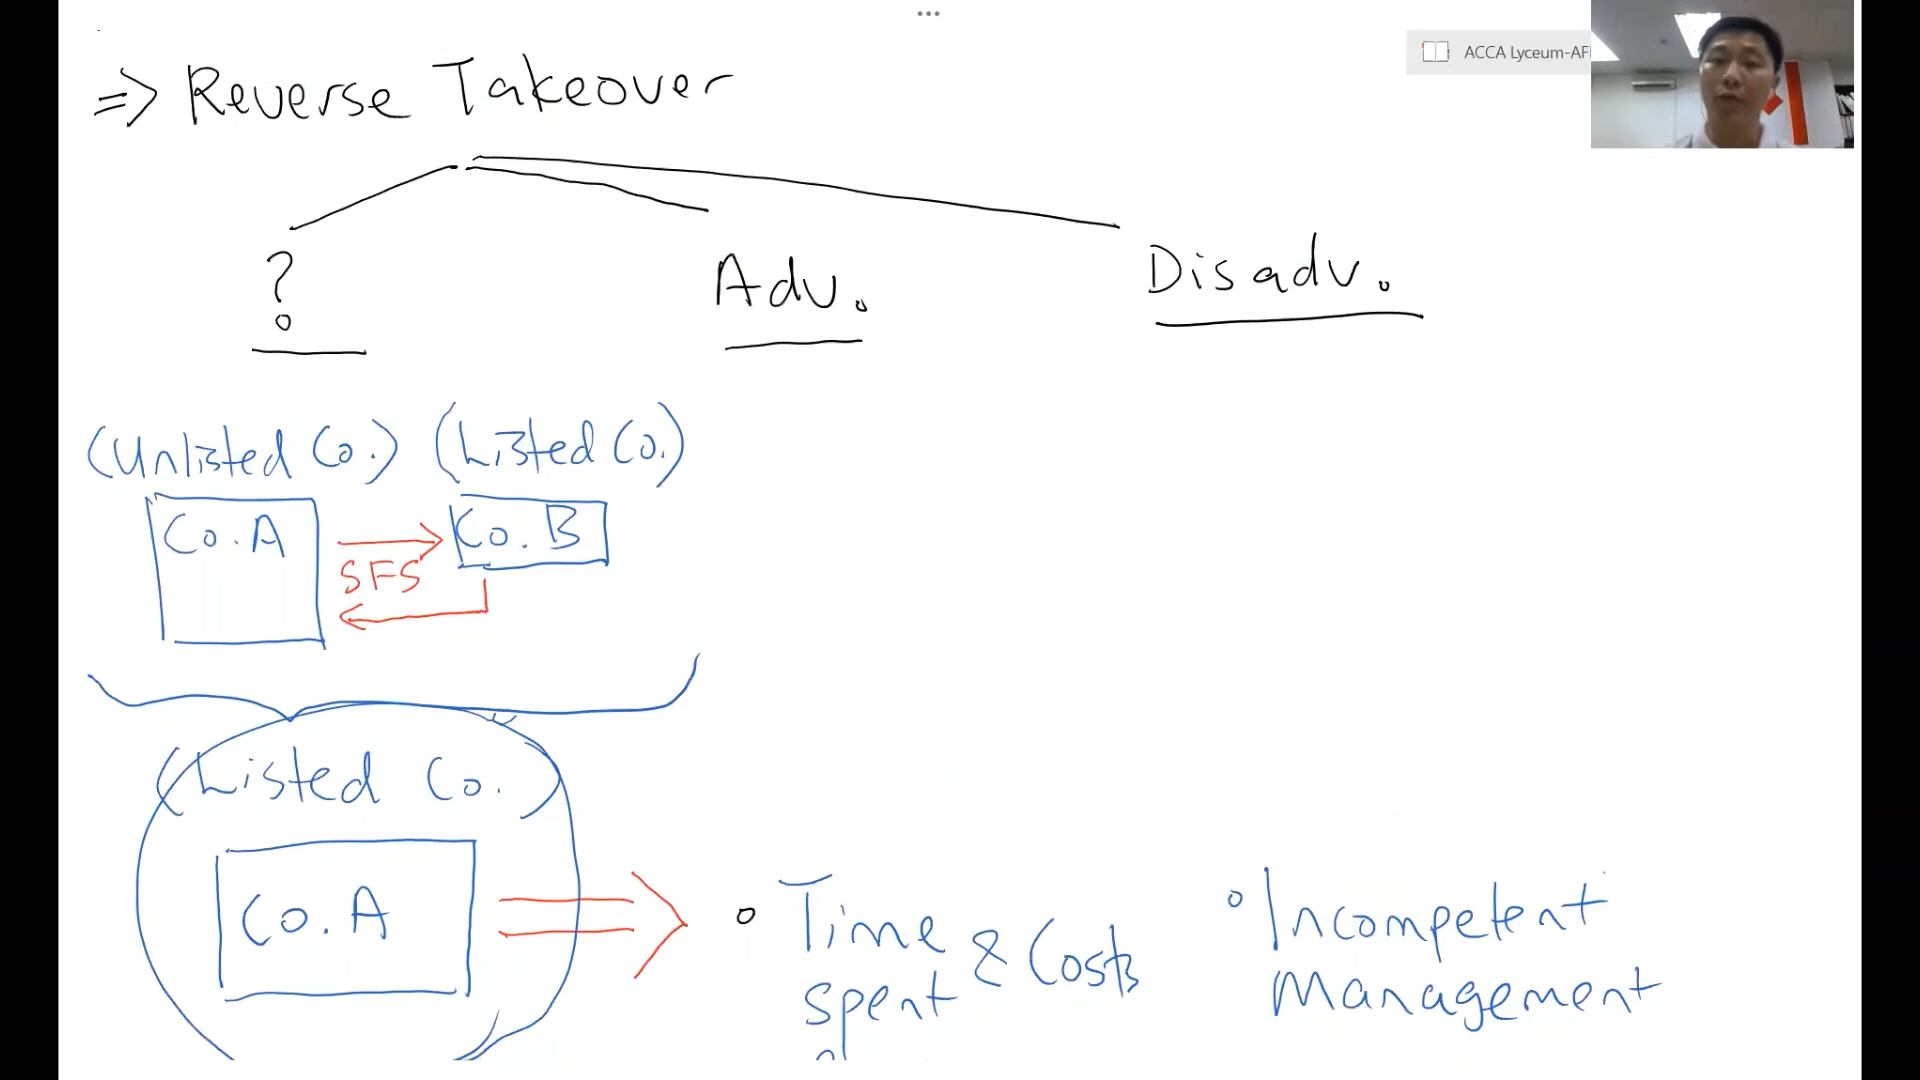 ACCA Lyceum-AF
=> Reverse Takeover
?
Adv.
Disadv.
(Unlisted Co.) (Listed Co.)
Co. A
SFS
Co. B
(Listed Co.)
Co. A
• Time & Costs
spent
• Incompetent
Management